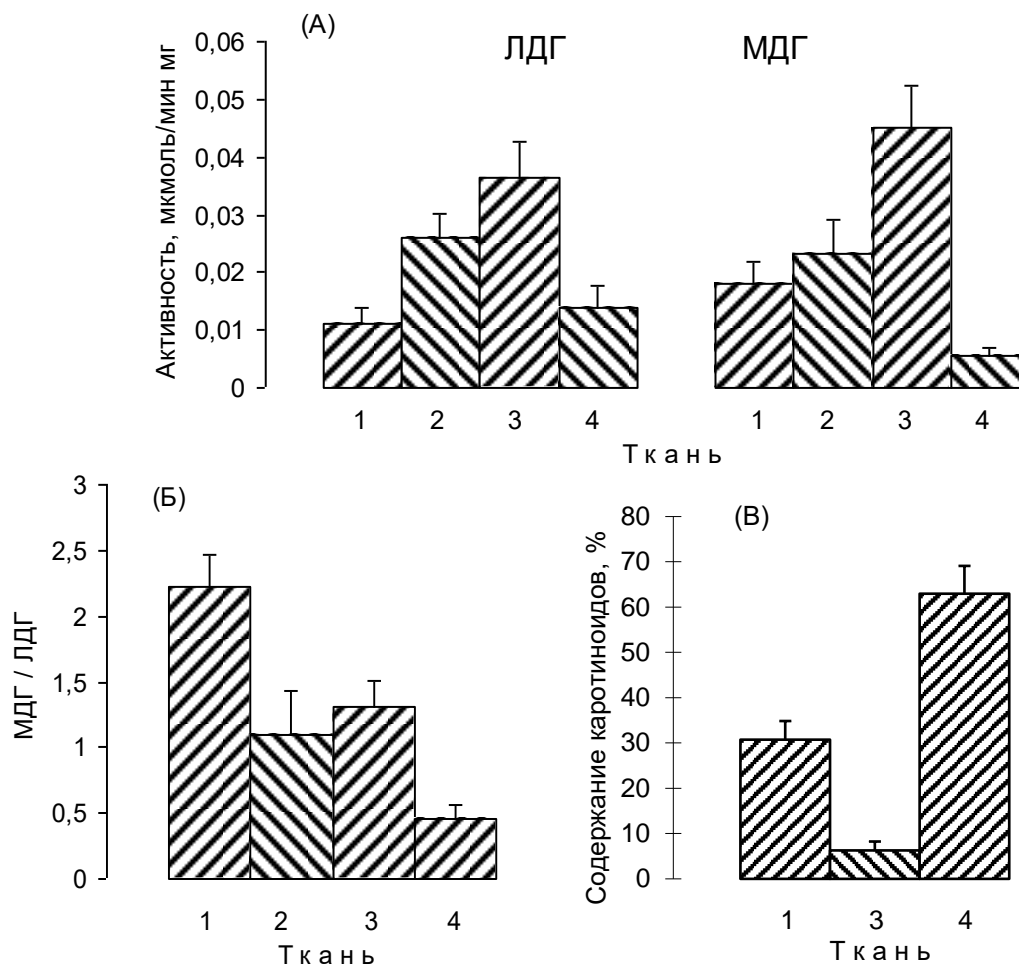 (А)
ЛДГ МДГ
Активность, мкмоль/мин мг
0,06
0,05
0,04
0,03
0,02
0,01
0
1 2 3 4 1 2 3 4
Ткань
(Б)
МДГ / ЛДГ
3
2,5
2
1,5
1
0,5
0
1 2 3 4
Ткань
(В)
Содержание каротиноидов, %
80
70
60
50
40
30
20
10
0
1 3 4
Ткань